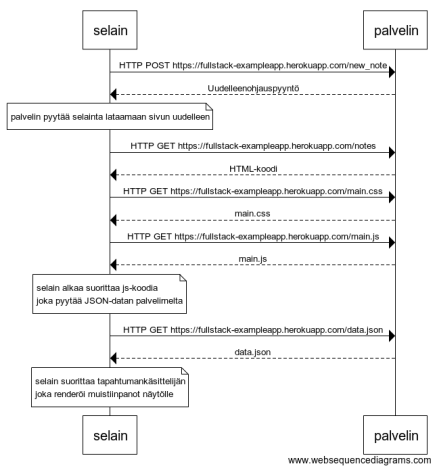 selain palvelin
HTTP POST https://fullstack-exampleapp.herokuapp.com/new_note
Uudelleenohjauspyyntö
palvelin pyytää selainta lataamaan sivun uudelleen
HTTP GET https://fullstack-exampleapp.herokuapp.com/notes
HTML-koodi
HTTP GET https://fullstack-exampleapp.herokuapp.com/main.css
main.css
HTTP GET https://fullstack-exampleapp.herokuapp.com/main.js
main.js
selain alkaa suorittaa js-koodia
joka pyytää JSON-datan palvelimelta
HTTP GET https://fullstack-exampleapp.herokuapp.com/data.json
data.json
selain suorittaa tapahtumankäsittelijän
joka renderöi muistiinpanot näytölle
selain palvelin
www.websequencediagrams.com